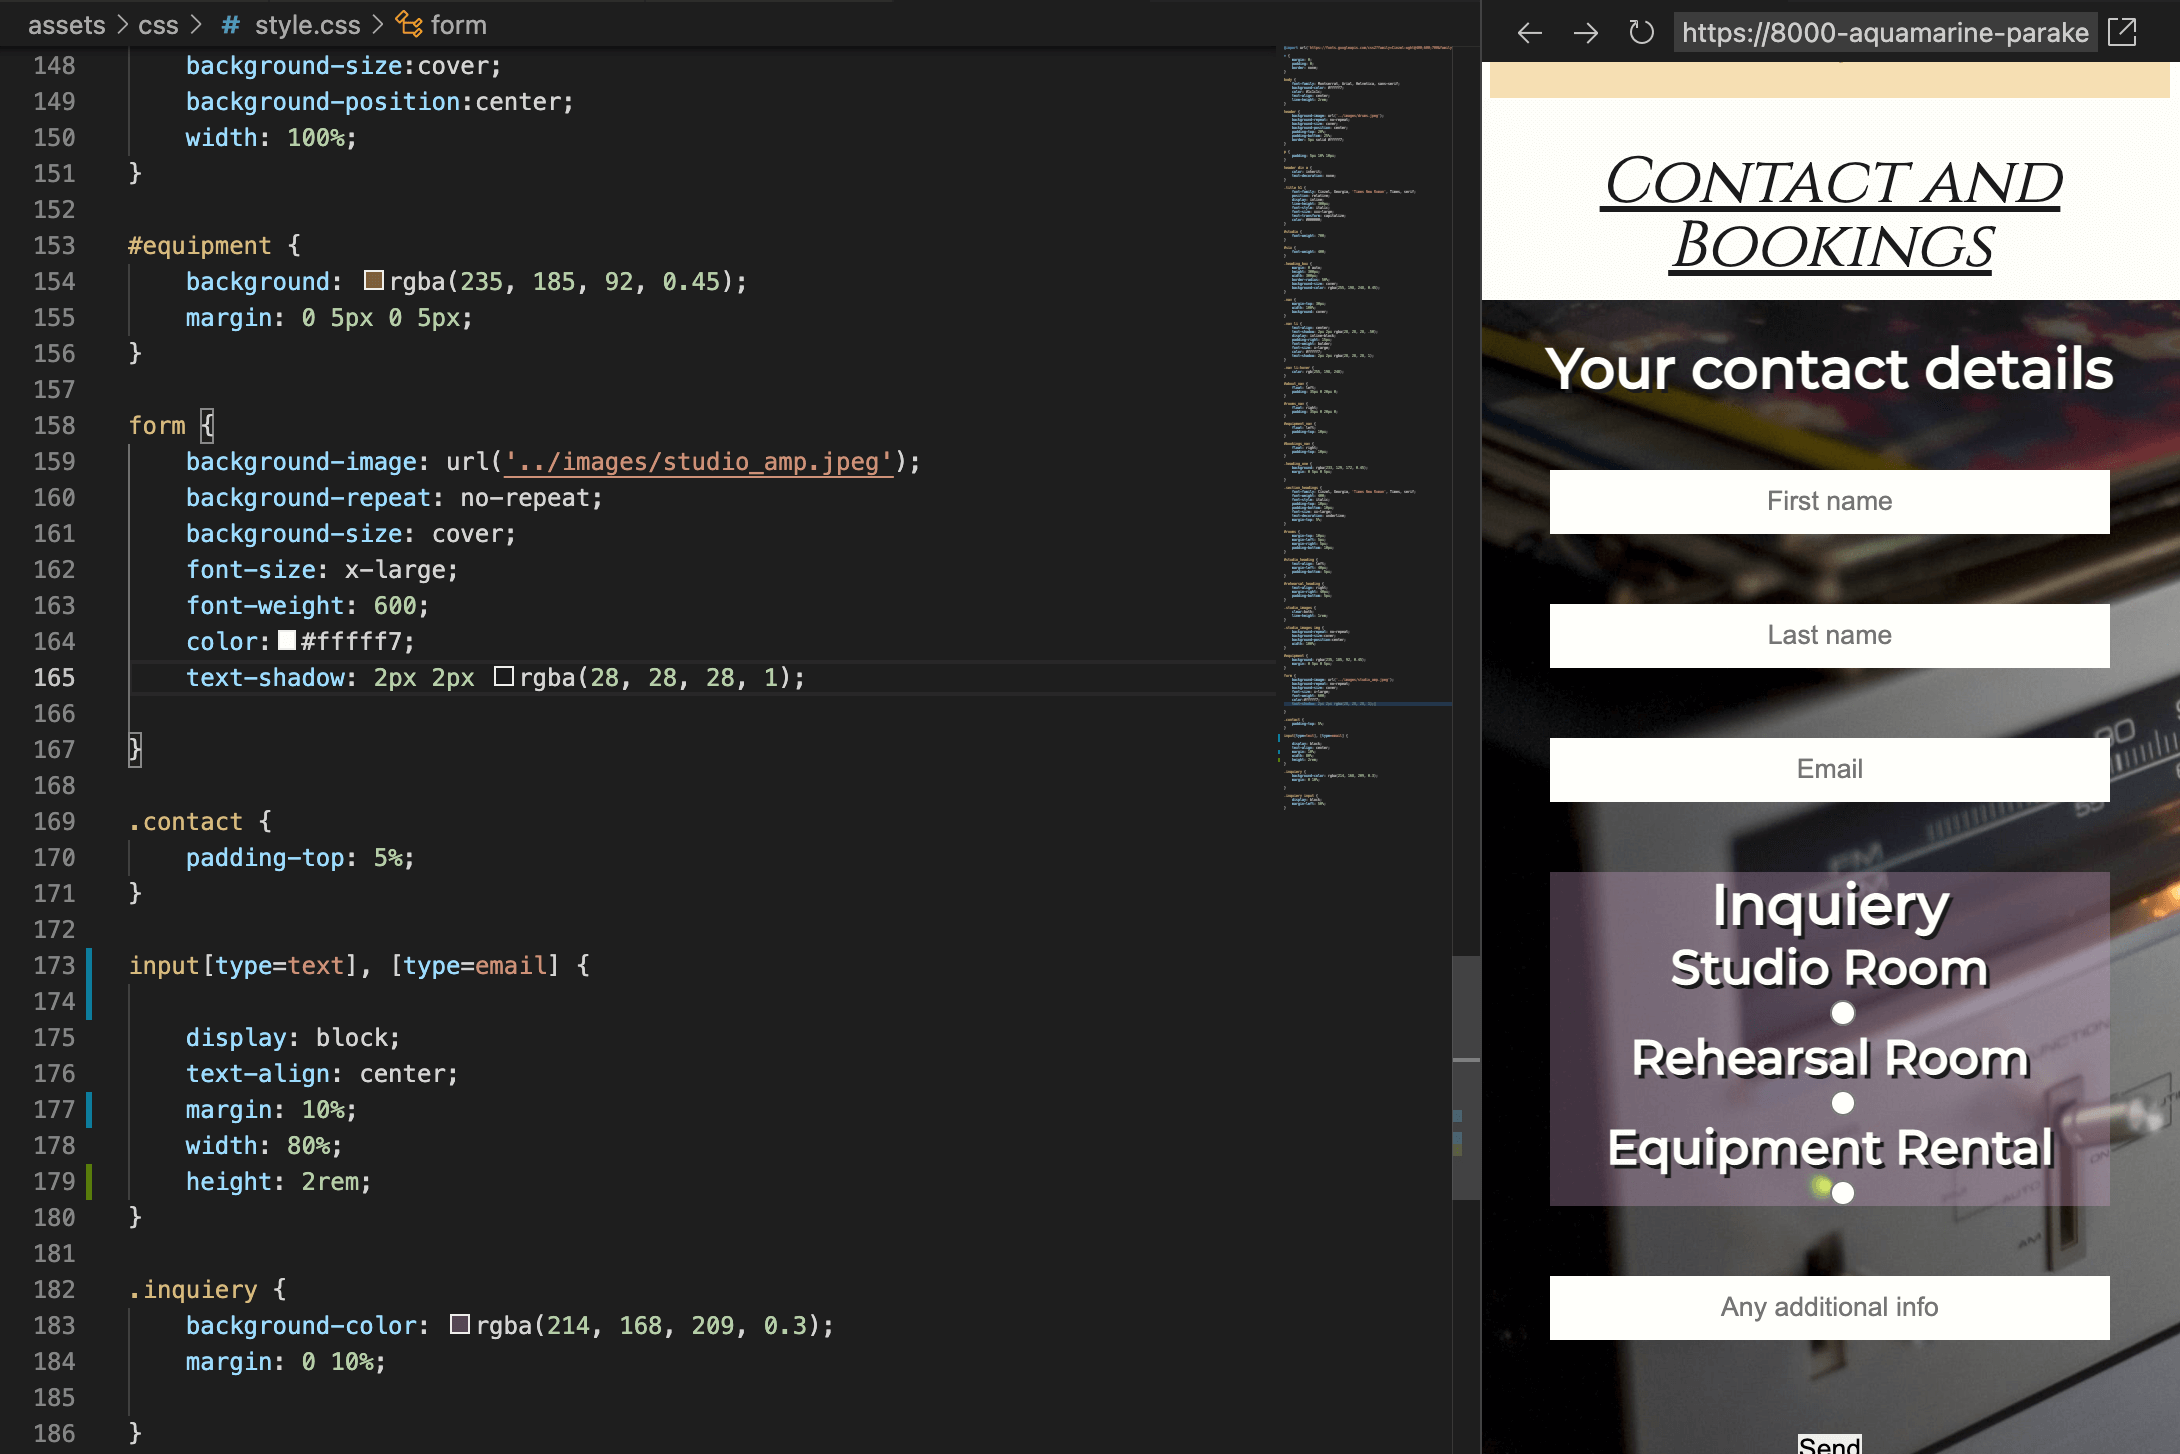 assets > css > # style.css > form
148 background-size:cover;
149 background-position:center;
150 width: 100%;
151 }
152
153 #equipment {
154 background: rgba(235, 185, 92, 0.45);
155 margin: 0 5px 0 5px;
156 }
157
158 form {
159 background-image: url('../images/studio_amp.jpeg');
160 background-repeat: no-repeat;
161 background-size: cover;
162 font-size: x-large;
163 font-weight: 600;
164 color: #fffff7;
165 text-shadow: 2px 2px rgba(28, 28, 28, 1);
166
167 }
168
169 .contact {
170 padding-top: 5%;
171 }
172
173 input[type=text], [type=email] {
174
175 display: block;
176 text-align: center;
177 margin: 10%;
178 width: 80%;
179 height: 2rem;
180 }
181
182 .inquiery {
183 background-color: rgba(214, 168, 209, 0.3);
184 margin: 0 10%;
185
186 }
https://8000-aquamarine-parake
Contact and
Bookings
Your contact details
First name
Last name
Email
FM
Inquiery
Studio Room
Rehearsal Room
Equipment Rental
AUTO
AM
Any additional info
Send